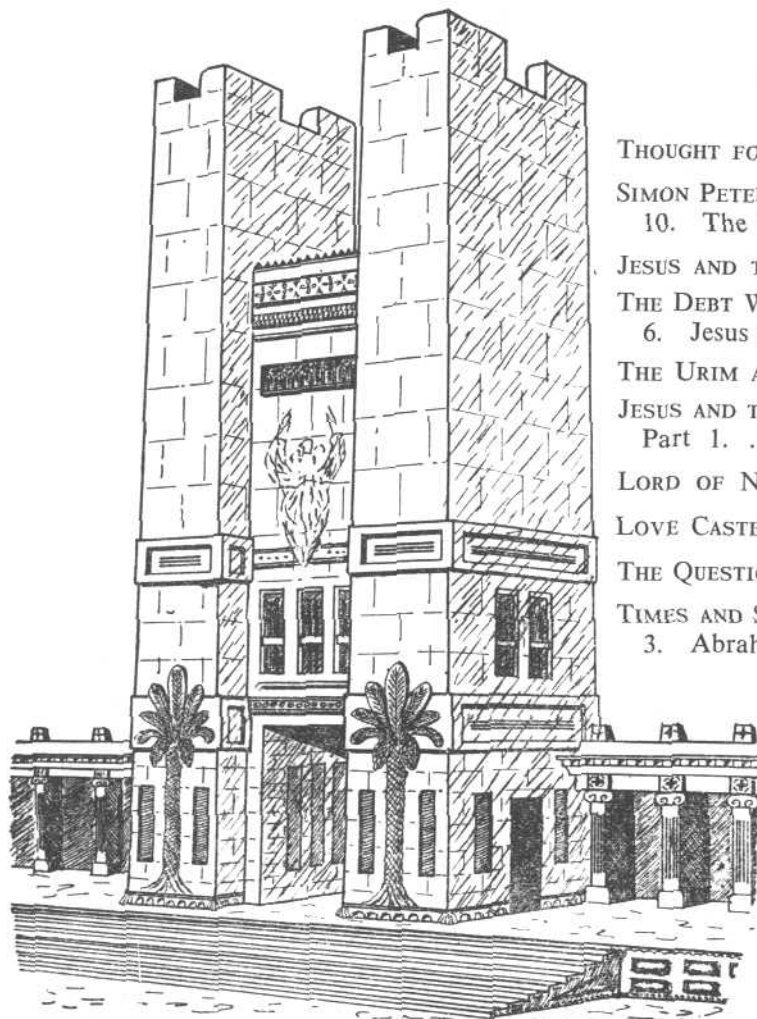 THOUGHT FO
SIMON PETE
10. The
JESUS AND T
THE DEBT W
6. Jesus
THE URIM A
JESUS AND T
Part 1. .
LORD OF N
LOVE CASTE
THE QUESTIO
TIMES AND S
3. Abrah